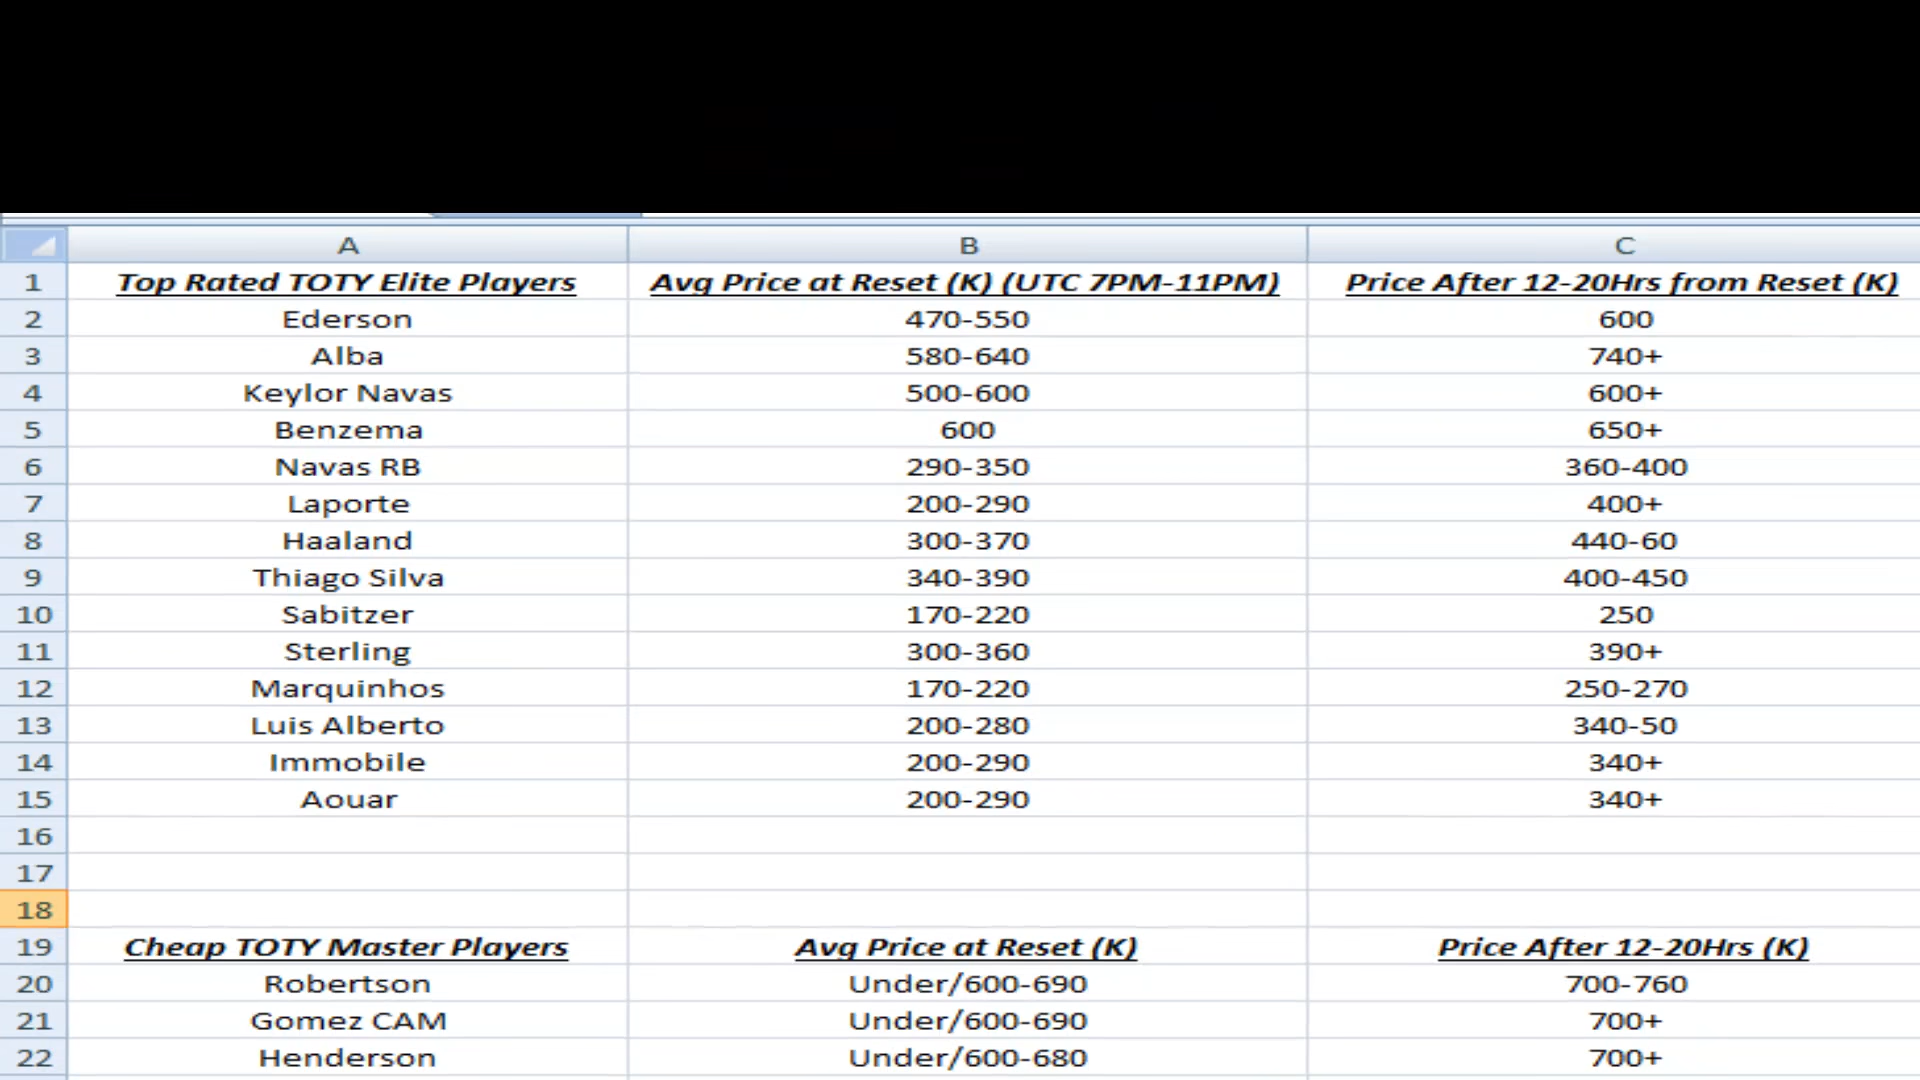 A B C
1 Top Rated TOTY Elite Players Avg Price at Reset (K) (UTC 7PM-11PM) Price After 12-20Hrs from Reset (K)
2 Ederson 470-550 600
3 Alba 580-640 740+
4 Keylor Navas 500-600 600+
5 Benzema 600 650+
6 Navas RB 290-350 360-400
7 Laporte 200-290 400+
8 Haaland 300-370 440-60
9 Thiago Silva 340-390 400-450
10 Sabitzer 170-220 250
11 Sterling 300-360 390+
12 Marquinhos 170-220 250-270
13 Luis Alberto 200-280 340-50
14 Immobile 200-290 340+
15 Aouar 200-290 340+
16
17
18
19 Cheap TOTY Master Players Avg Price at Reset (K) Price After 12-20Hrs (K)
20 Robertson Under/600-690 700-760
21 Gomez CAM Under/600-690 700+
22 Henderson Under/600-680 700+